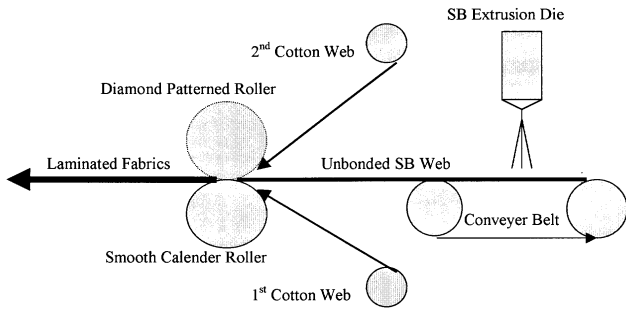 SB Extrusion Die
2nd Cotton Web
Diamond Patterned Roller
Laminated Fabrics
Unbonded SB Web
Conveyer Belt
Smooth Calender Roller
1st Cotton Web